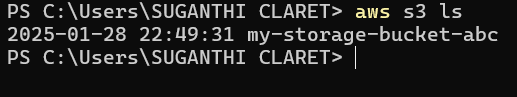 PS C:\Users\SUGANTHI CLARET> aws s3 ls
2025-01-28 22:49:31 my-storage-bucket-abc
PS C:\Users\SUGANTHI CLARET>